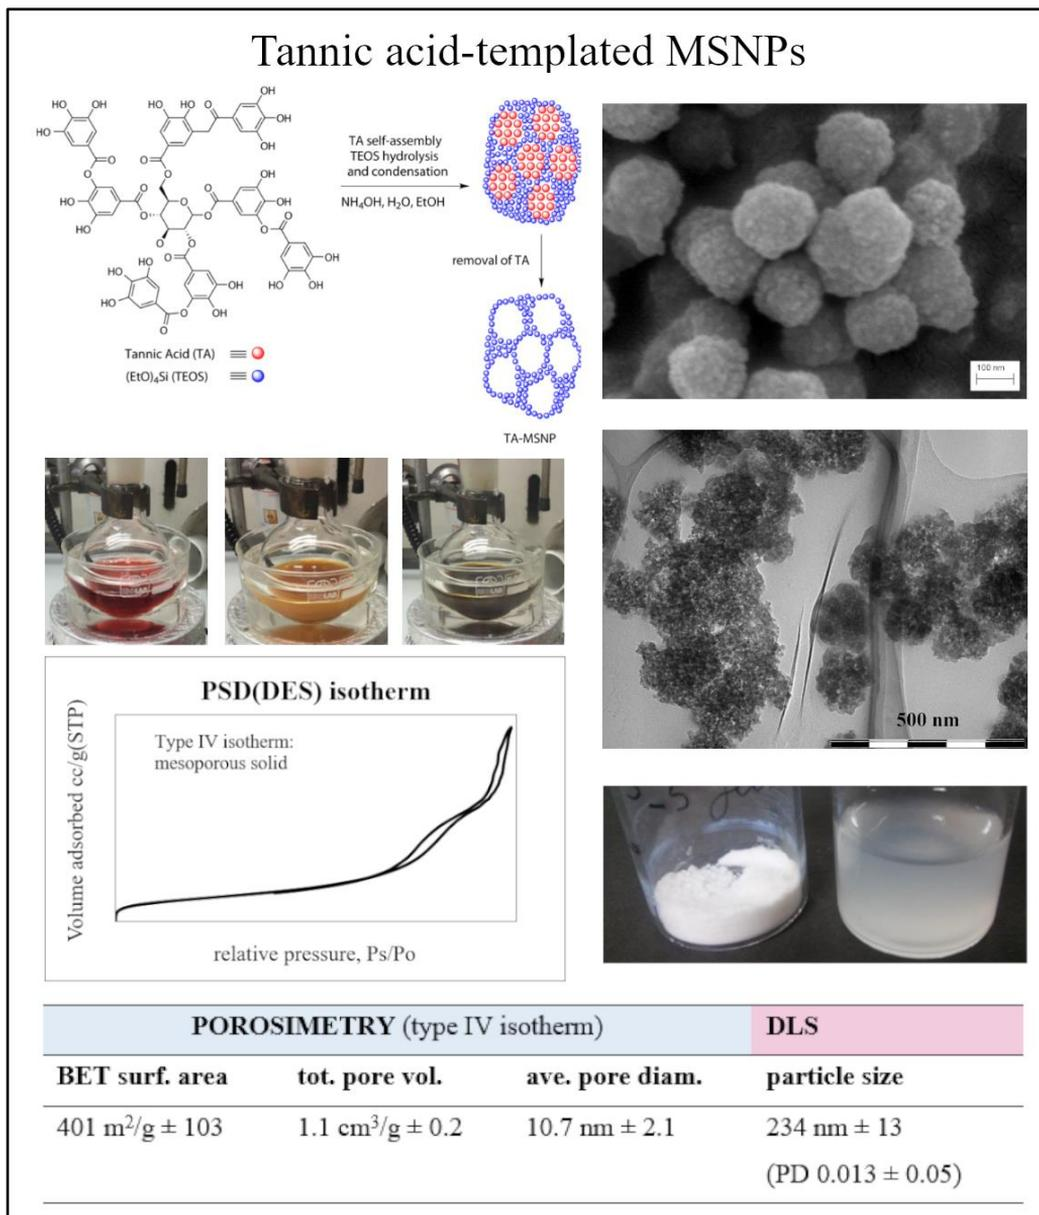 Tannic acid-templated MSNPs
HO
OH
HO
O
O
HO
HO
O
O
HO
OH
O
OH
OH
OH
O
O
O
O
O
O
O
O
OH
OH
O
O
OH
OH
HO
O
O
HO
OH
HO
HO
O
O
OH
OH
TA self-assembly
TEOS hydrolysis
and condensation
NH₄OH, H₂O, EtOH
removal of TA
Tannic Acid (TA)
(EtO)₄Si (TEOS)
TA-MSNP
100 nm
500 nm
PSD(DES) isotherm
Type IV isotherm:
mesoporous solid
Volume adsorbed cc/g(STP)
relative pressure, Ps/Po
POROSIMETRY (type IV isotherm) DLS
BET surf. area tot. pore vol. ave. pore diam. particle size
401 m²/g ± 103 1.1 cm³/g ± 0.2 10.7 nm ± 2.1 234 nm ± 13
(PD 0.013 ± 0.05)